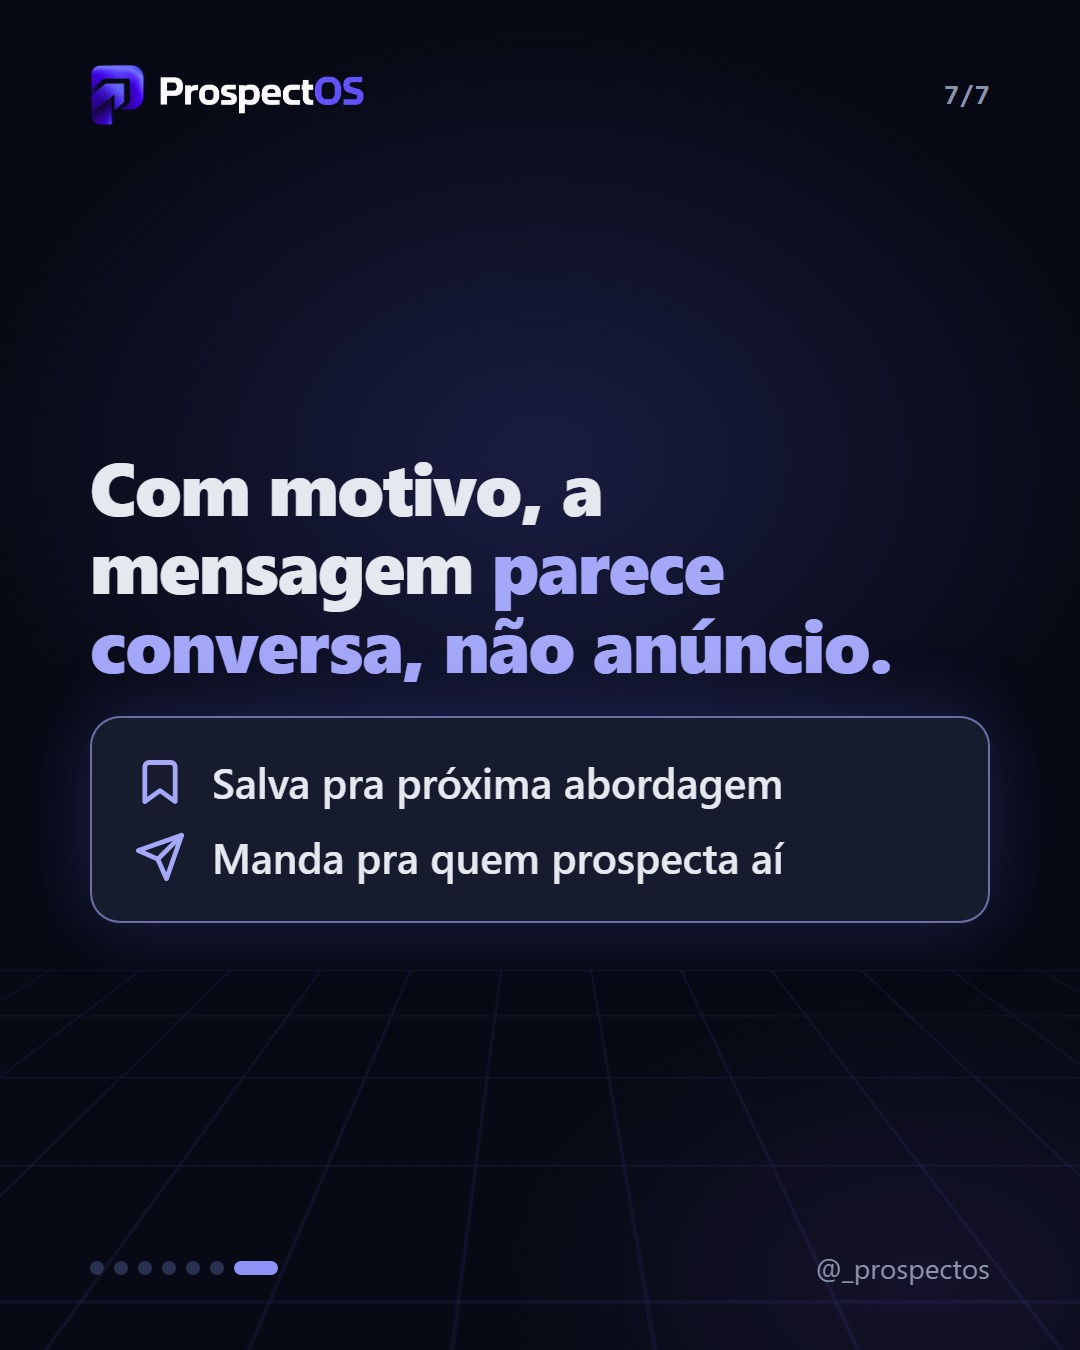 ProspectOS
7/7
Com motivo, a
mensagem parece
conversa, não anúncio.
Salva pra próxima abordagem
Manda pra quem prospecta aí
@_prospectos